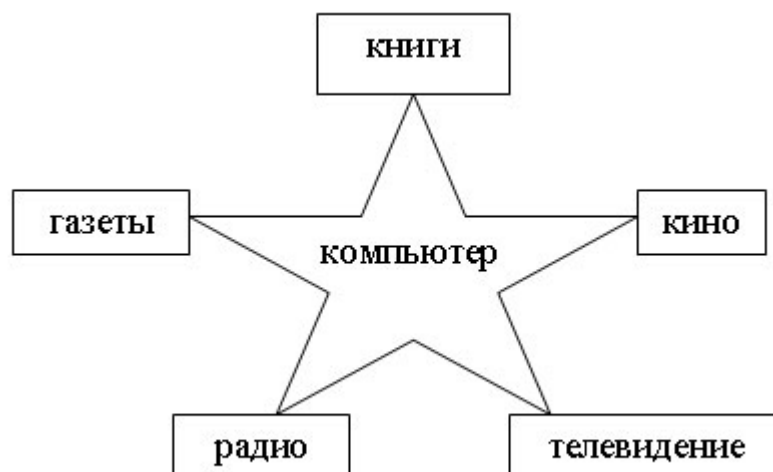 книги
газеты
кино
компьютер
радио
телевидение